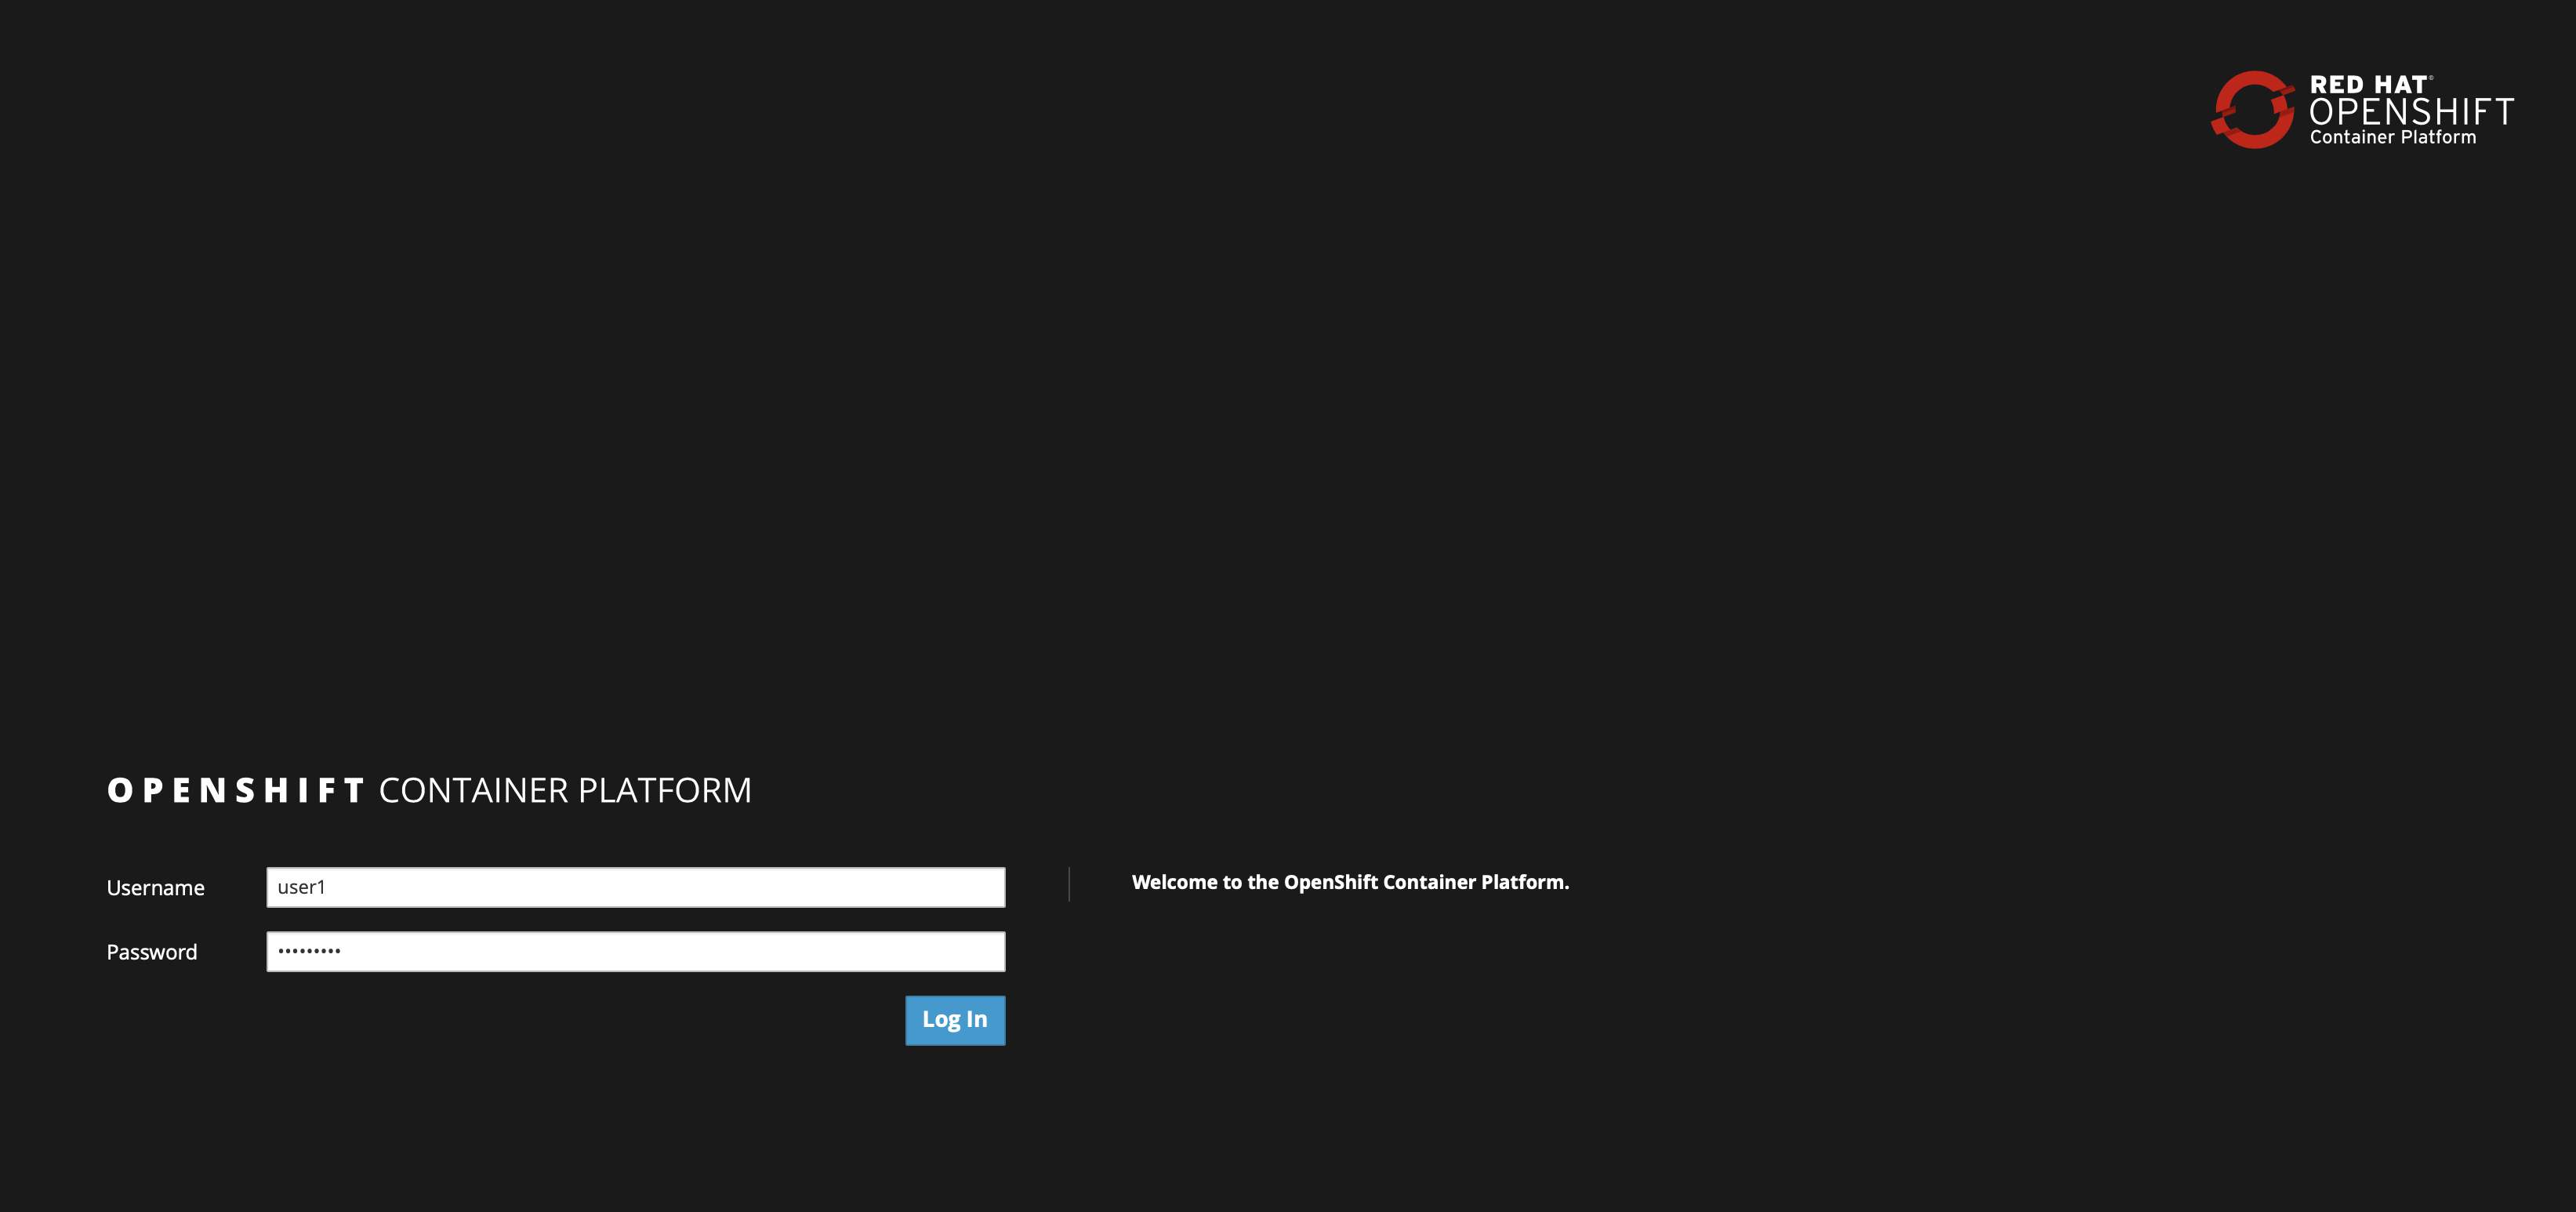 RED HAT®
OPENSHIFT
Container Platform
OPENSHIFT CONTAINER PLATFORM
Username user1
Welcome to the OpenShift Container Platform.
Password •••••••••
Log In